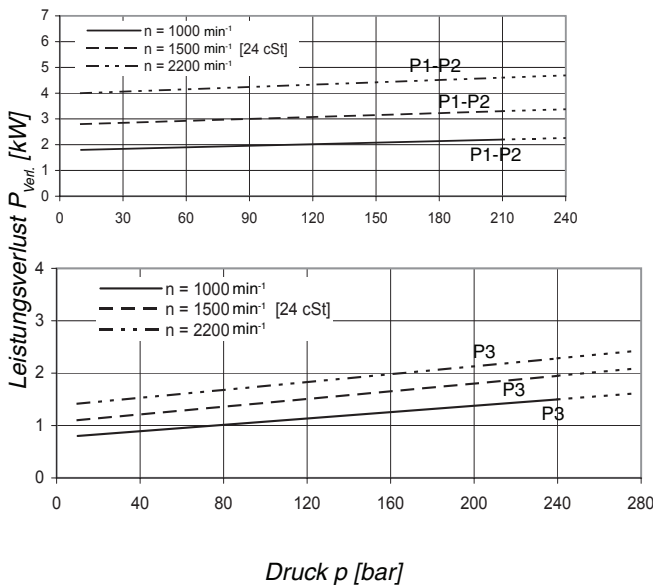 7
6
5
4
3
2
1
0
n = 1000 min⁻¹
n = 1500 min⁻¹ [24 cSt]
n = 2200 min⁻¹
P1-P2
P1-P2
P1-P2
0 30 60 90 120 150 180 210 240
Leistungsverlust P_Verl. [kW]
4
3
2
1
0
n = 1000 min⁻¹
n = 1500 min⁻¹ [24 cSt]
n = 2200 min⁻¹
P3
P3
P3
0 40 80 120 160 200 240 280
Druck p [bar]